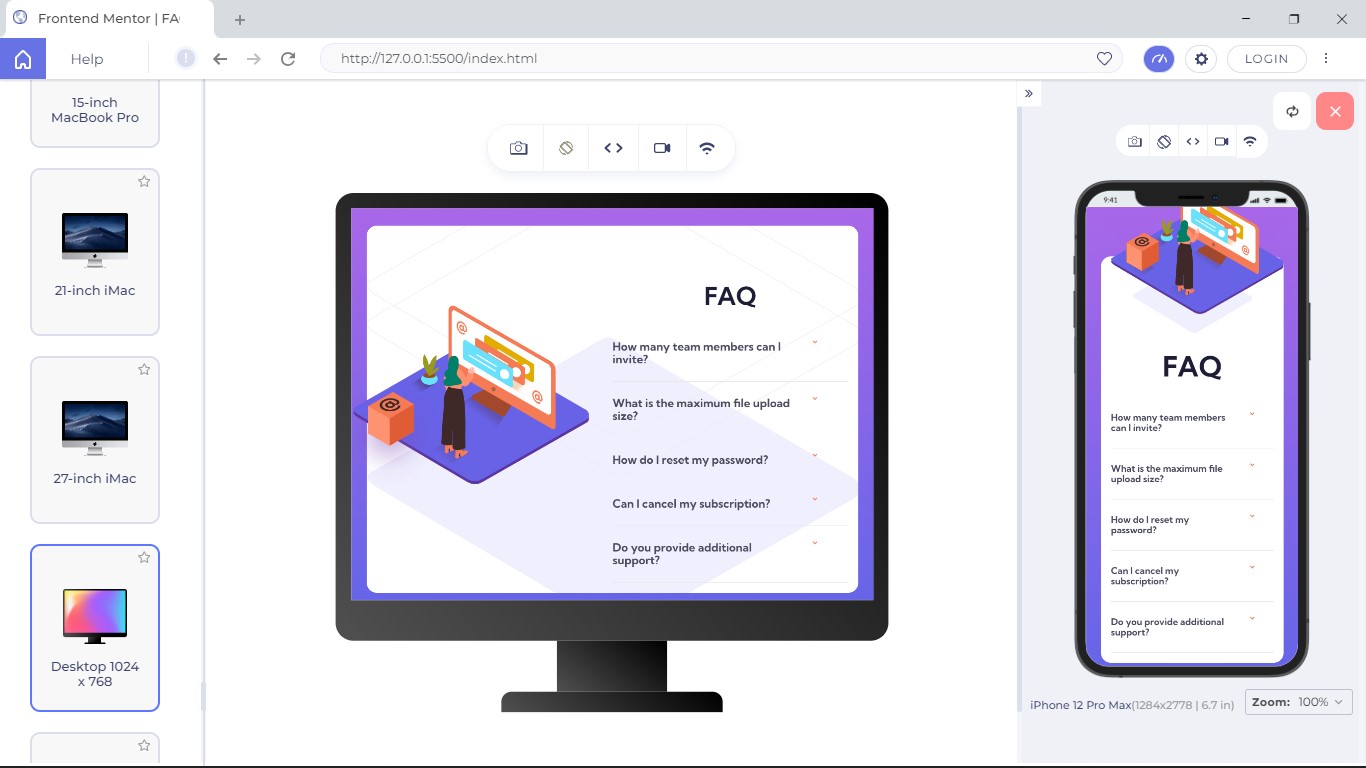 Frontend Mentor | FA
Help
http://127.0.0.1:5500/index.html
LOGIN
15-inch
MacBook Pro
21-inch iMac
27-inch iMac
Desktop 1024
x 768
FAQ
How many team members can I
invite?
What is the maximum file upload
size?
How do I reset my password?
Can I cancel my subscription?
Do you provide additional
support?
9:41
FAQ
How many team members
can I invite?
What is the maximum file
upload size?
How do I reset my
password?
Can I cancel my
subscription?
Do you provide additional
support?
iPhone 12 Pro Max(1284x2778 | 6.7 in)
Zoom: 100%